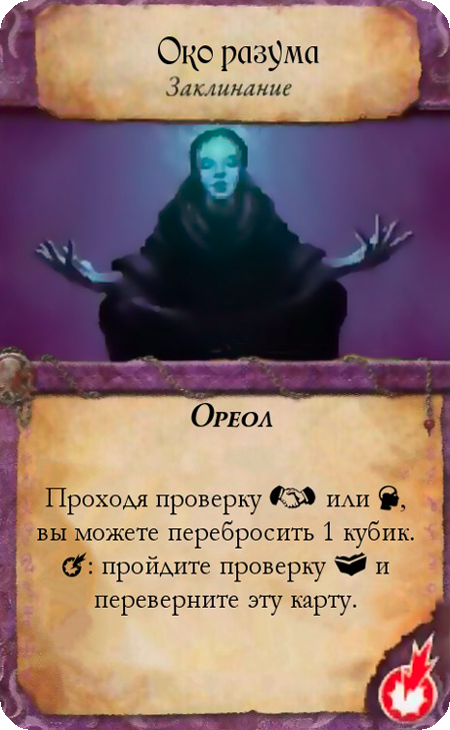 Око разума
Заклинание
Ореол
Проходя проверку или ,
вы можете перебросить 1 кубик.
: пройдите проверку и
переверните эту карту.